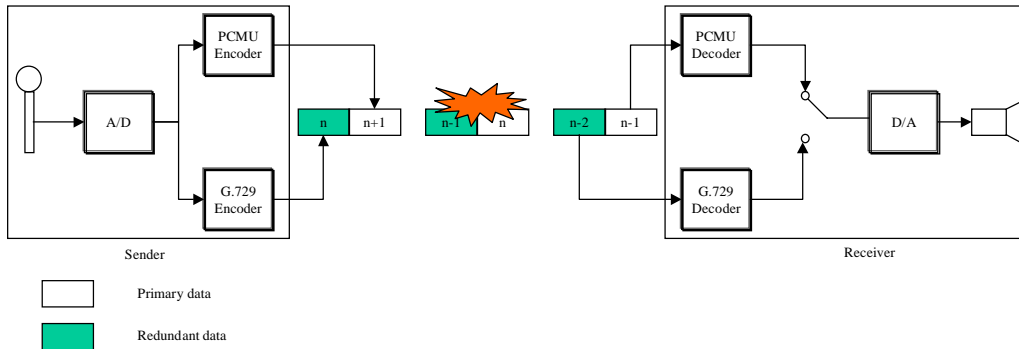 PCMU
Encoder
A/D
G.729
Encoder
Sender
n
n+1
n-1
n
n-2
n-1
PCMU
Decoder
D/A
G.729
Decoder
Receiver
Primary data
Redundant data